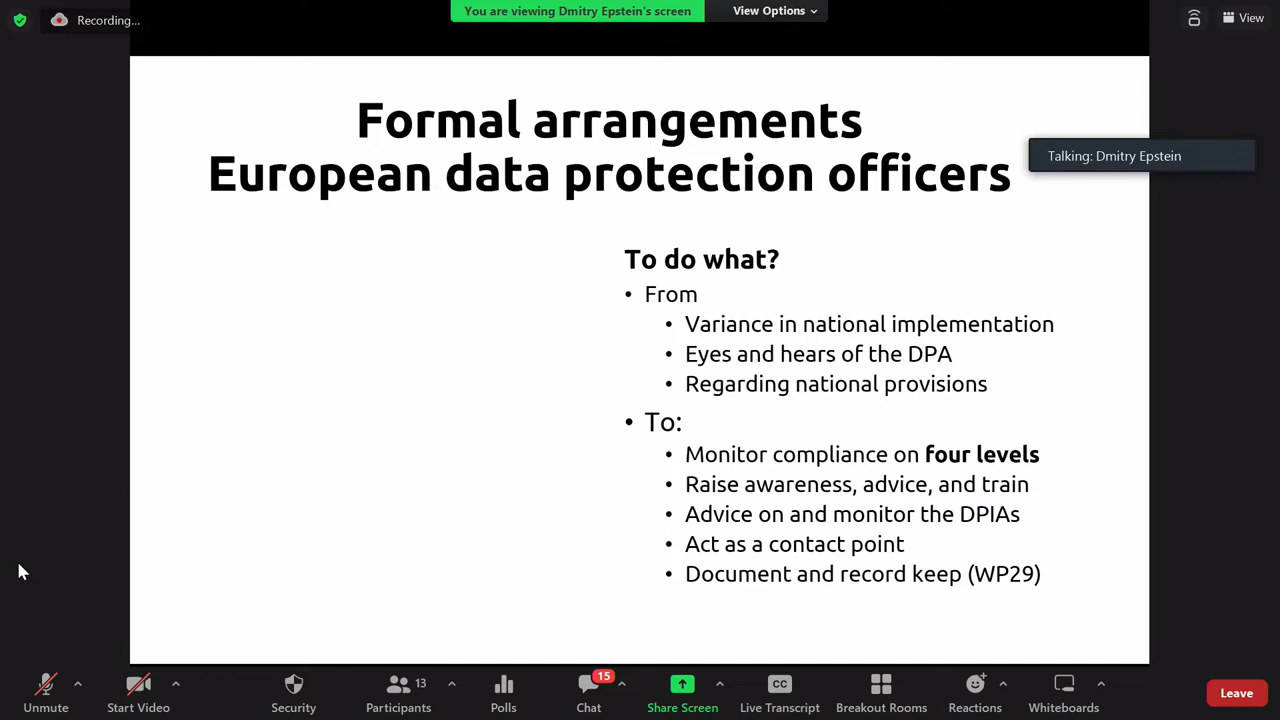 You are viewing Dmitry Epstein's screen
View Options
Recording...
View
Formal arrangements
European data protection officers
Talking: Dmitry Epstein
To do what?
• From
• Variance in national implementation
• Eyes and hears of the DPA
• Regarding national provisions
• To:
• Monitor compliance on four levels
• Raise awareness, advice, and train
• Advice on and monitor the DPIAs
• Act as a contact point
• Document and record keep (WP29)
Unmute
Start Video
Security
13
Participants
Polls
15
Chat
Share Screen
CC
Live Transcript
Breakout Rooms
Reactions
Whiteboards
Leave